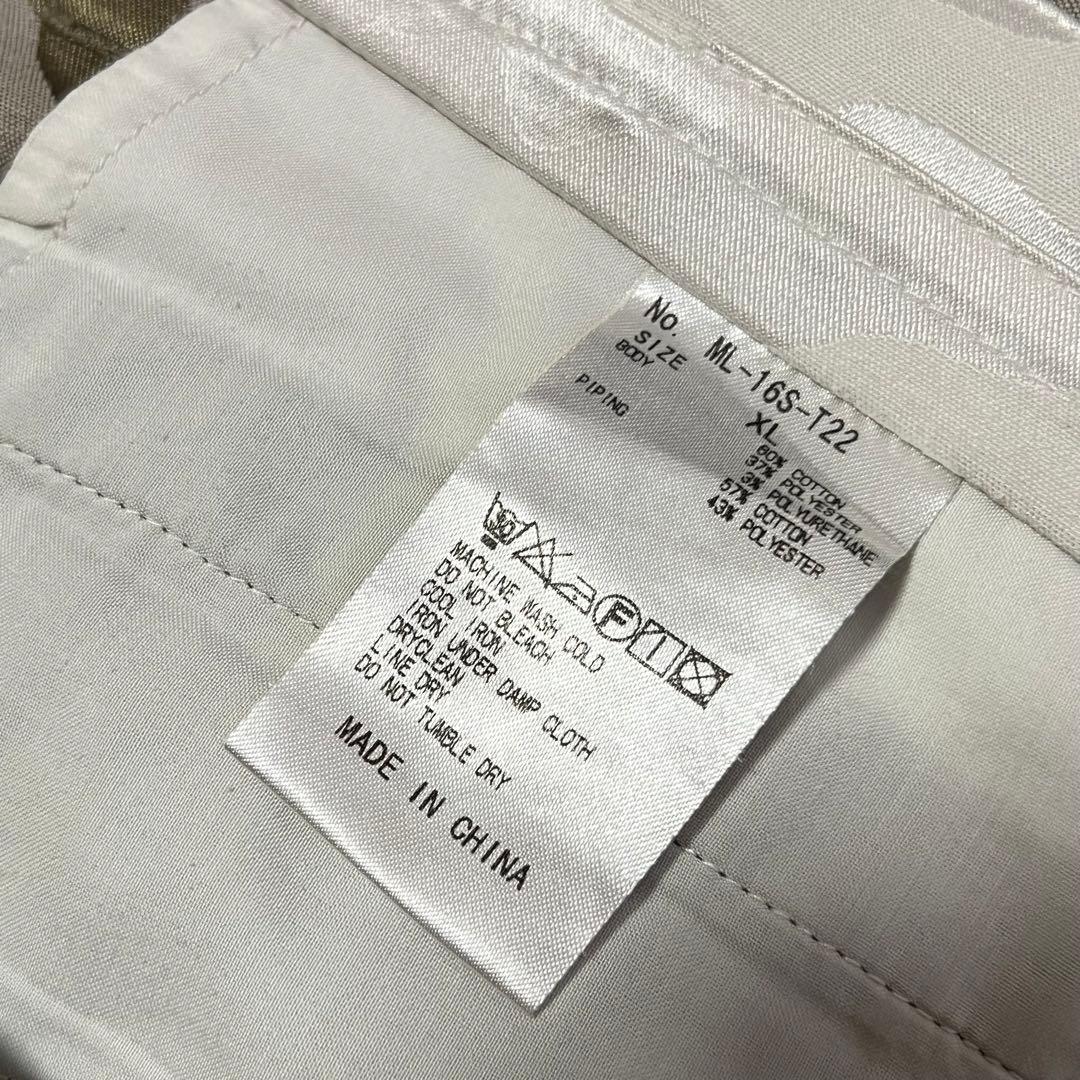 No. ML-16S-T22
SIZE XL
BODY 60% COTTON
37% POLYESTER
3% POLYURETHANE
PIPING 57% COTTON
43% POLYESTER
30
F
MACHINE WASH COLD
DO NOT BLEACH
COOL IRON
IRON UNDER DAMP CLOTH
DRYCLEAN
LINE DRY
DO NOT TUMBLE DRY
MADE IN CHINA